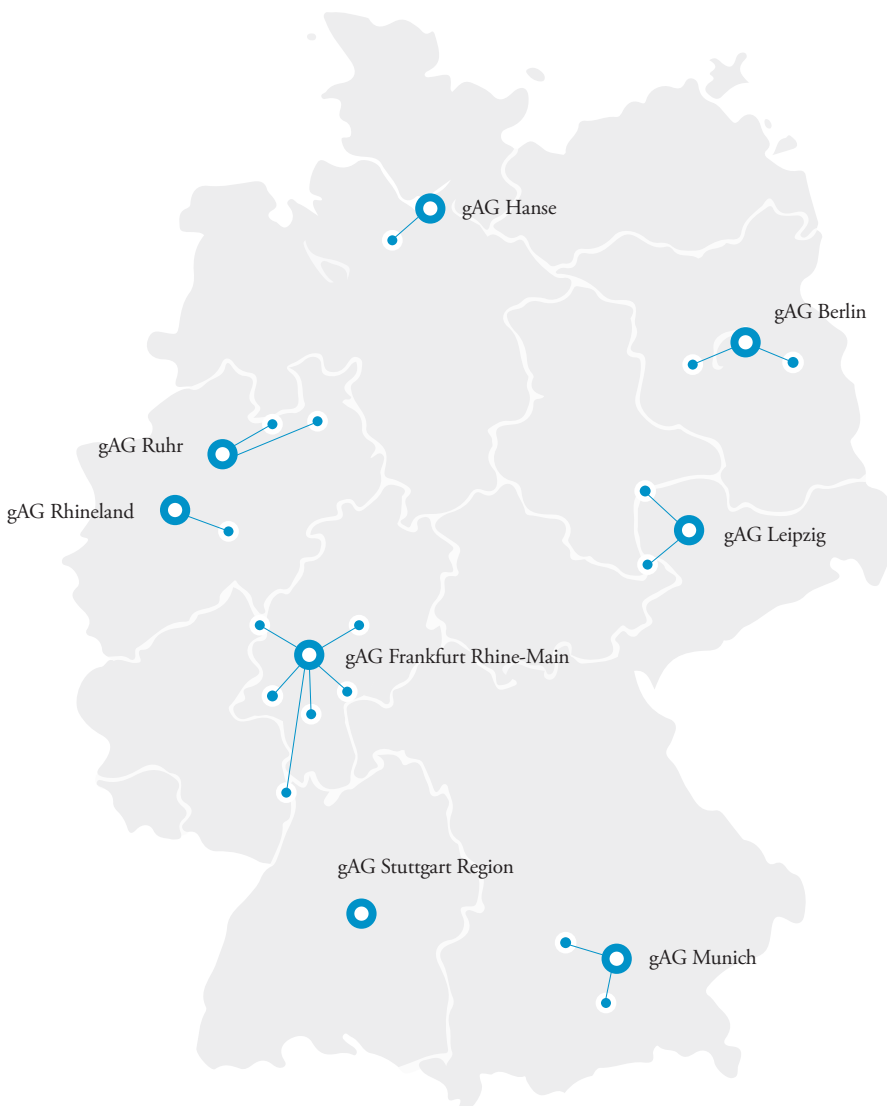 gAG Hanse
gAG Berlin
gAG Ruhr
gAG Rhineland
gAG Leipzig
gAG Frankfurt Rhine-Main
gAG Stuttgart Region
gAG Munich